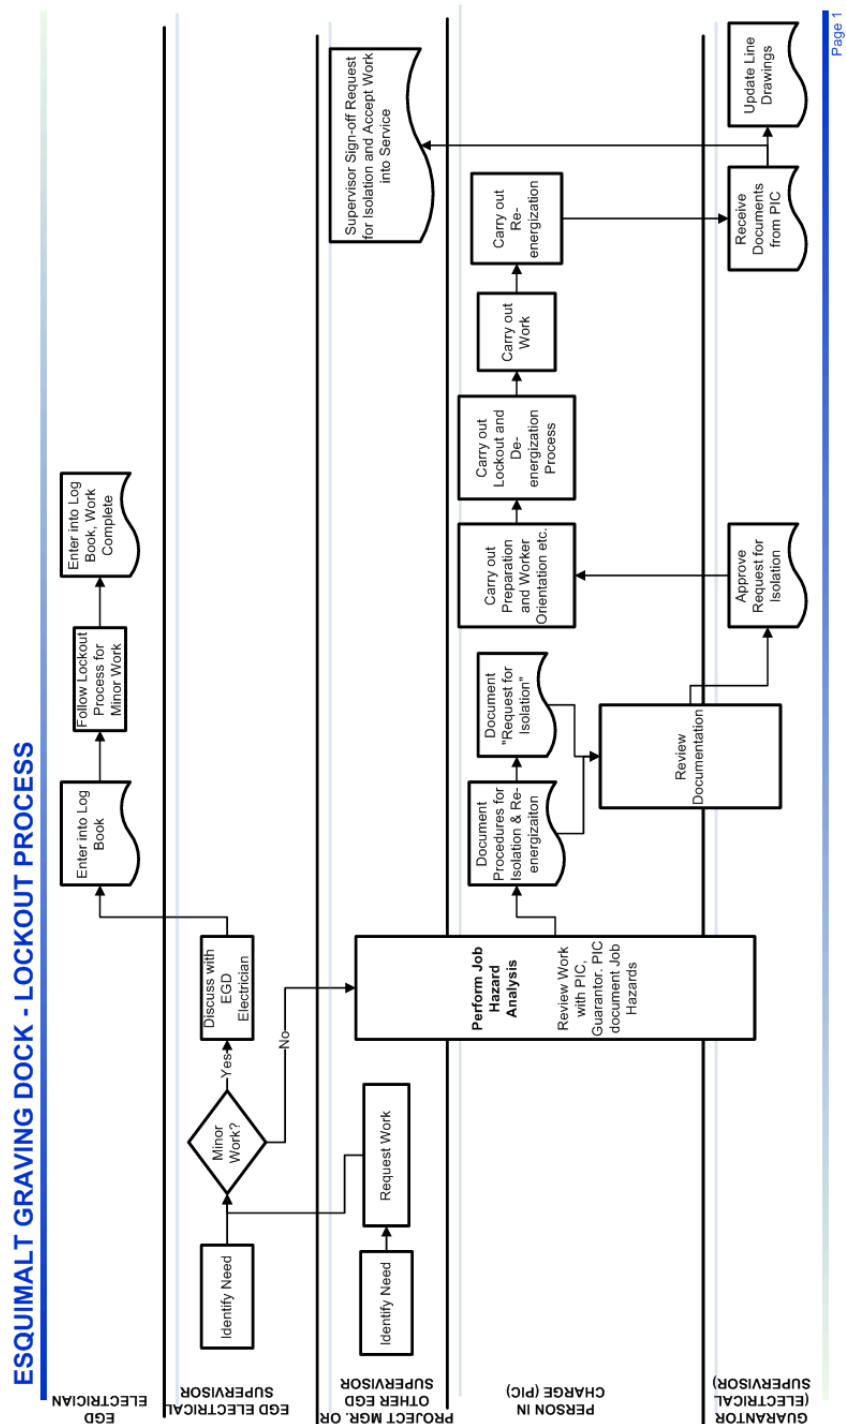 ESQUIMALT GRAVING DOCK - LOCKOUT PROCESS
EGD
ELECTRICIAN
Enter into Log
Book
Follow Lockout
Process for
Minor Work
Enter into Log
Book, Work
Complete
EGD ELECTRICAL
SUPERVISOR
Identify Need
Minor
Work?
Yes
No
Discuss with
EGD
Electrician
PROJECT MGR. OR
OTHER EGD
SUPERVISOR
Identify Need
Request Work
Supervisor Sign-off Request
for Isolation and Accept Work
into Service
Perform Job
Hazard
Analysis
Review Work
with PIC,
Guarantor. PIC
document Job
Hazards
PERSON IN
CHARGE (PIC)
Document
Procedures for
Isolation & Re-
energizaiton
Document
"Request for
Isolation"
Carry out
Preparation
and Worker
Orientation etc.
Carry out
Lockout and
De-
energization
Process
Carry out
Work
Carry out
Re-
energization
Review
Documentation
GUARANTOR
(ELECTRICAL
SUPERVISOR)
Approve
Request for
Isolation
Receive
Documents
from PIC
Update Line
Drawings
Page 1